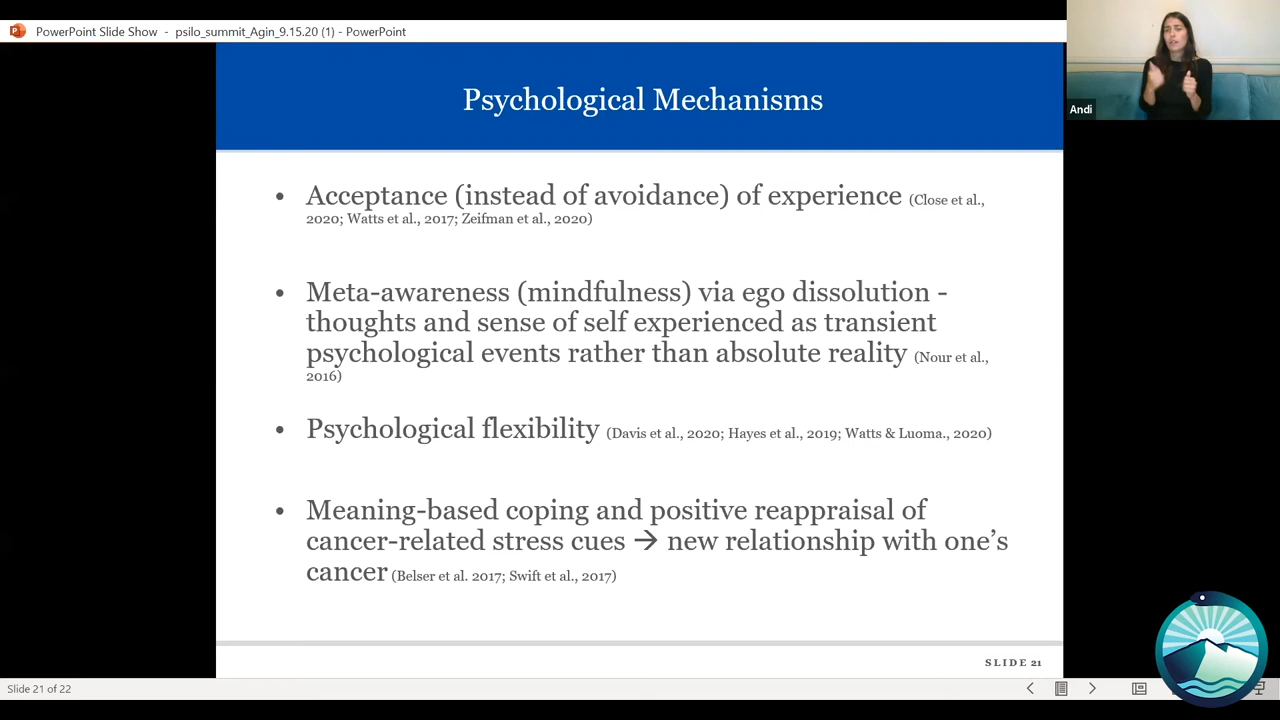 PowerPoint Slide Show - psilo_summit_Agin_9.15.20 (1) - PowerPoint
Andi
Psychological Mechanisms
• Acceptance (instead of avoidance) of experience (Close et al.,
2020; Watts et al., 2017; Zeifman et al., 2020)
• Meta-awareness (mindfulness) via ego dissolution -
thoughts and sense of self experienced as transient
psychological events rather than absolute reality (Nour et al.,
2016)
• Psychological flexibility (Davis et al., 2020; Hayes et al., 2019; Watts & Luoma., 2020)
• Meaning-based coping and positive reappraisal of
cancer-related stress cues → new relationship with one's
cancer (Belser et al. 2017; Swift et al., 2017)
SLIDE 21
Slide 21 of 22